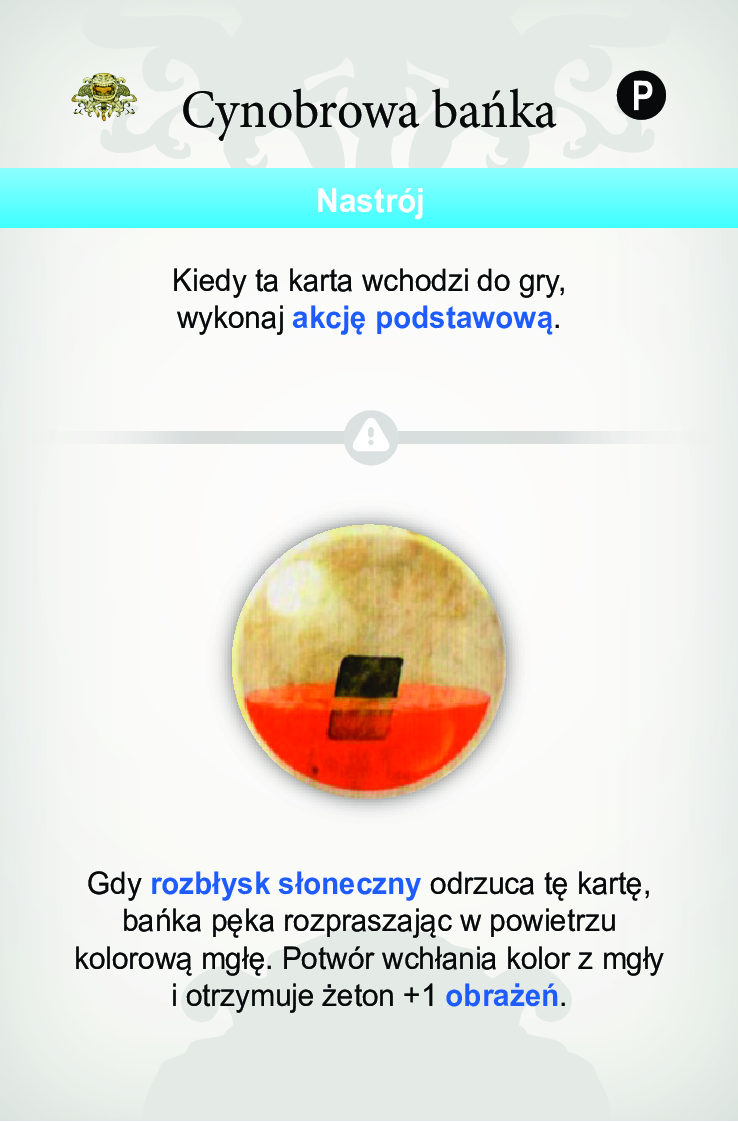 Cynobrowa bańka
P
Nastrój
Kiedy ta karta wchodzi do gry,
wykonaj akcję podstawową.
Gdy rozbłysk słoneczny odrzuca tę kartę,
bańka pęka rozpraszając w powietrzu
kolorową mgłę. Potwór wchłania kolor z mgły
i otrzymuje żeton +1 obrażeń.